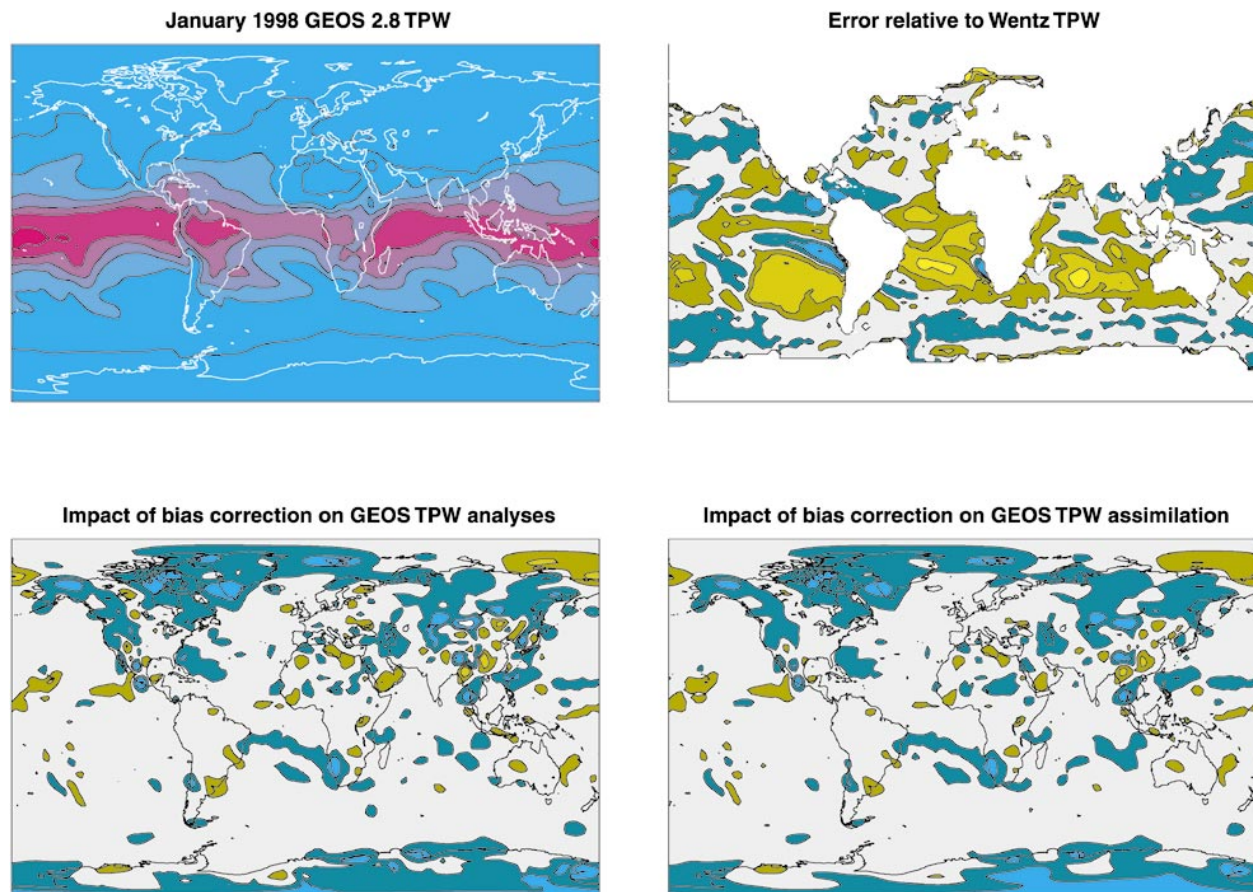 January 1998 GEOS 2.8 TPW
Error relative to Wentz TPW
Impact of bias correction on GEOS TPW analyses
Impact of bias correction on GEOS TPW assimilation